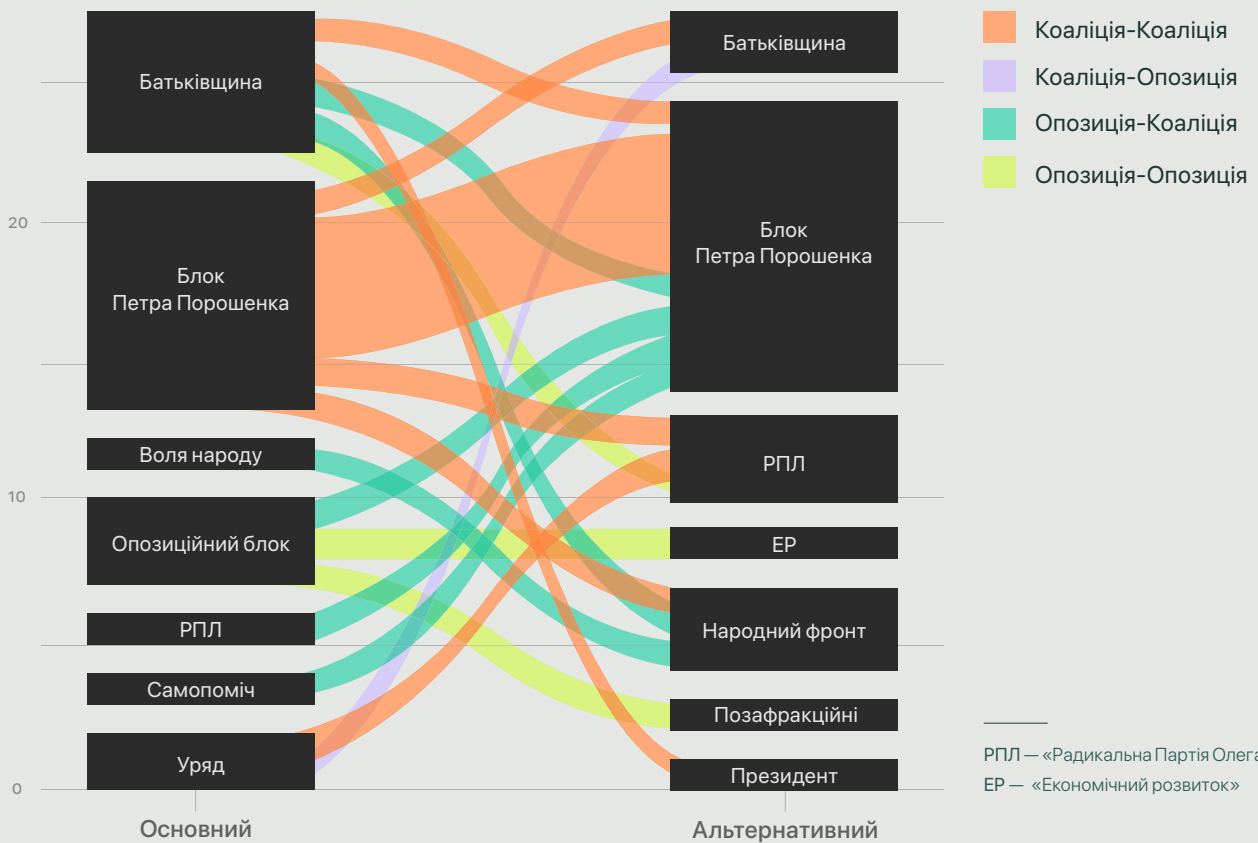 Батьківщина
Блок
Петра Порошенка
Воля народу
Опозиційний блок
РПЛ
Самопоміч
Уряд
Основний
20
10
0
Батьківщина
Блок
Петра Порошенка
РПЛ
ЕР
Народний фронт
Позафракційні
Президент
Альтернативний
Коаліція-Коаліція
Коаліція-Опозиція
Опозиція-Коаліція
Опозиція-Опозиція
РПЛ — «Радикальна Партія Олега
ЕР — «Економічний розвиток»